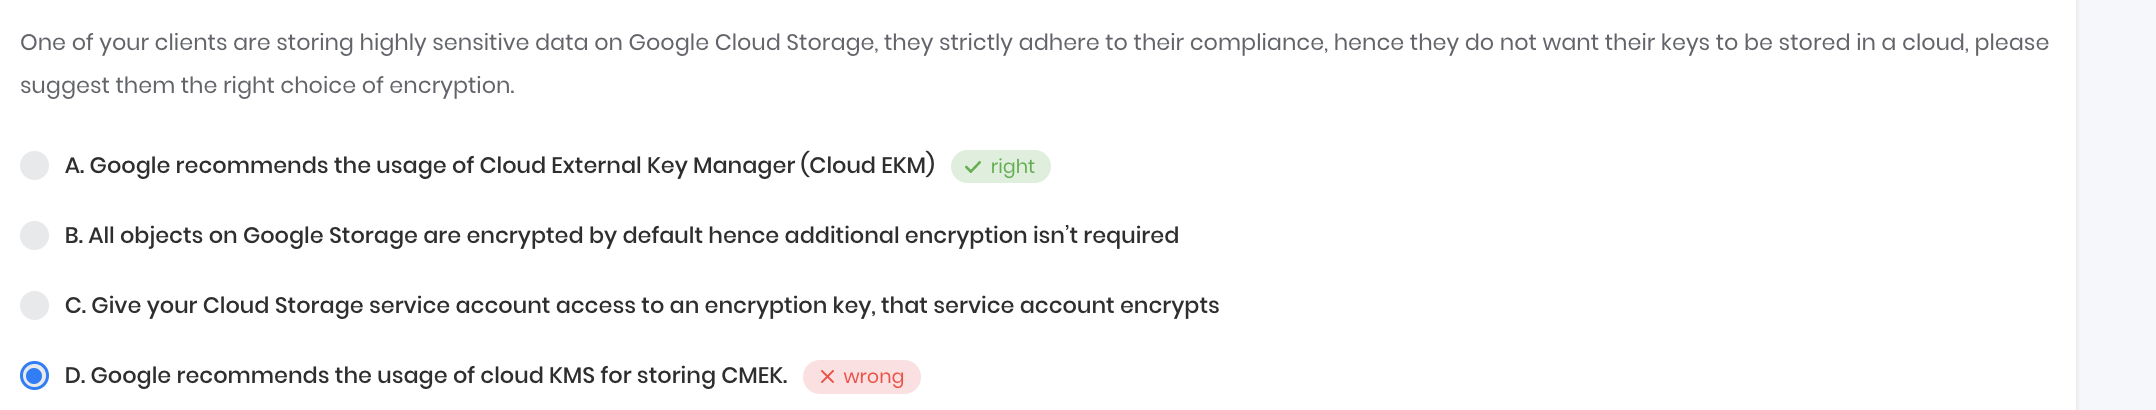 One of your clients are storing highly sensitive data on Google Cloud Storage, they strictly adhere to their compliance, hence they do not want their keys to be stored in a cloud, please
suggest them the right choice of encryption.
A. Google recommends the usage of Cloud External Key Manager (Cloud EKM) ✓ right
B. All objects on Google Storage are encrypted by default hence additional encryption isn’t required
C. Give your Cloud Storage service account access to an encryption key, that service account encrypts
D. Google recommends the usage of cloud KMS for storing CMEK. ✕ wrong